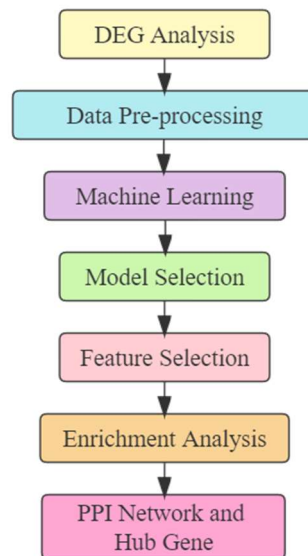 DEG Analysis
Data Pre-processing
Machine Learning
Model Selection
Feature Selection
Enrichment Analysis
PPI Network and
Hub Gene